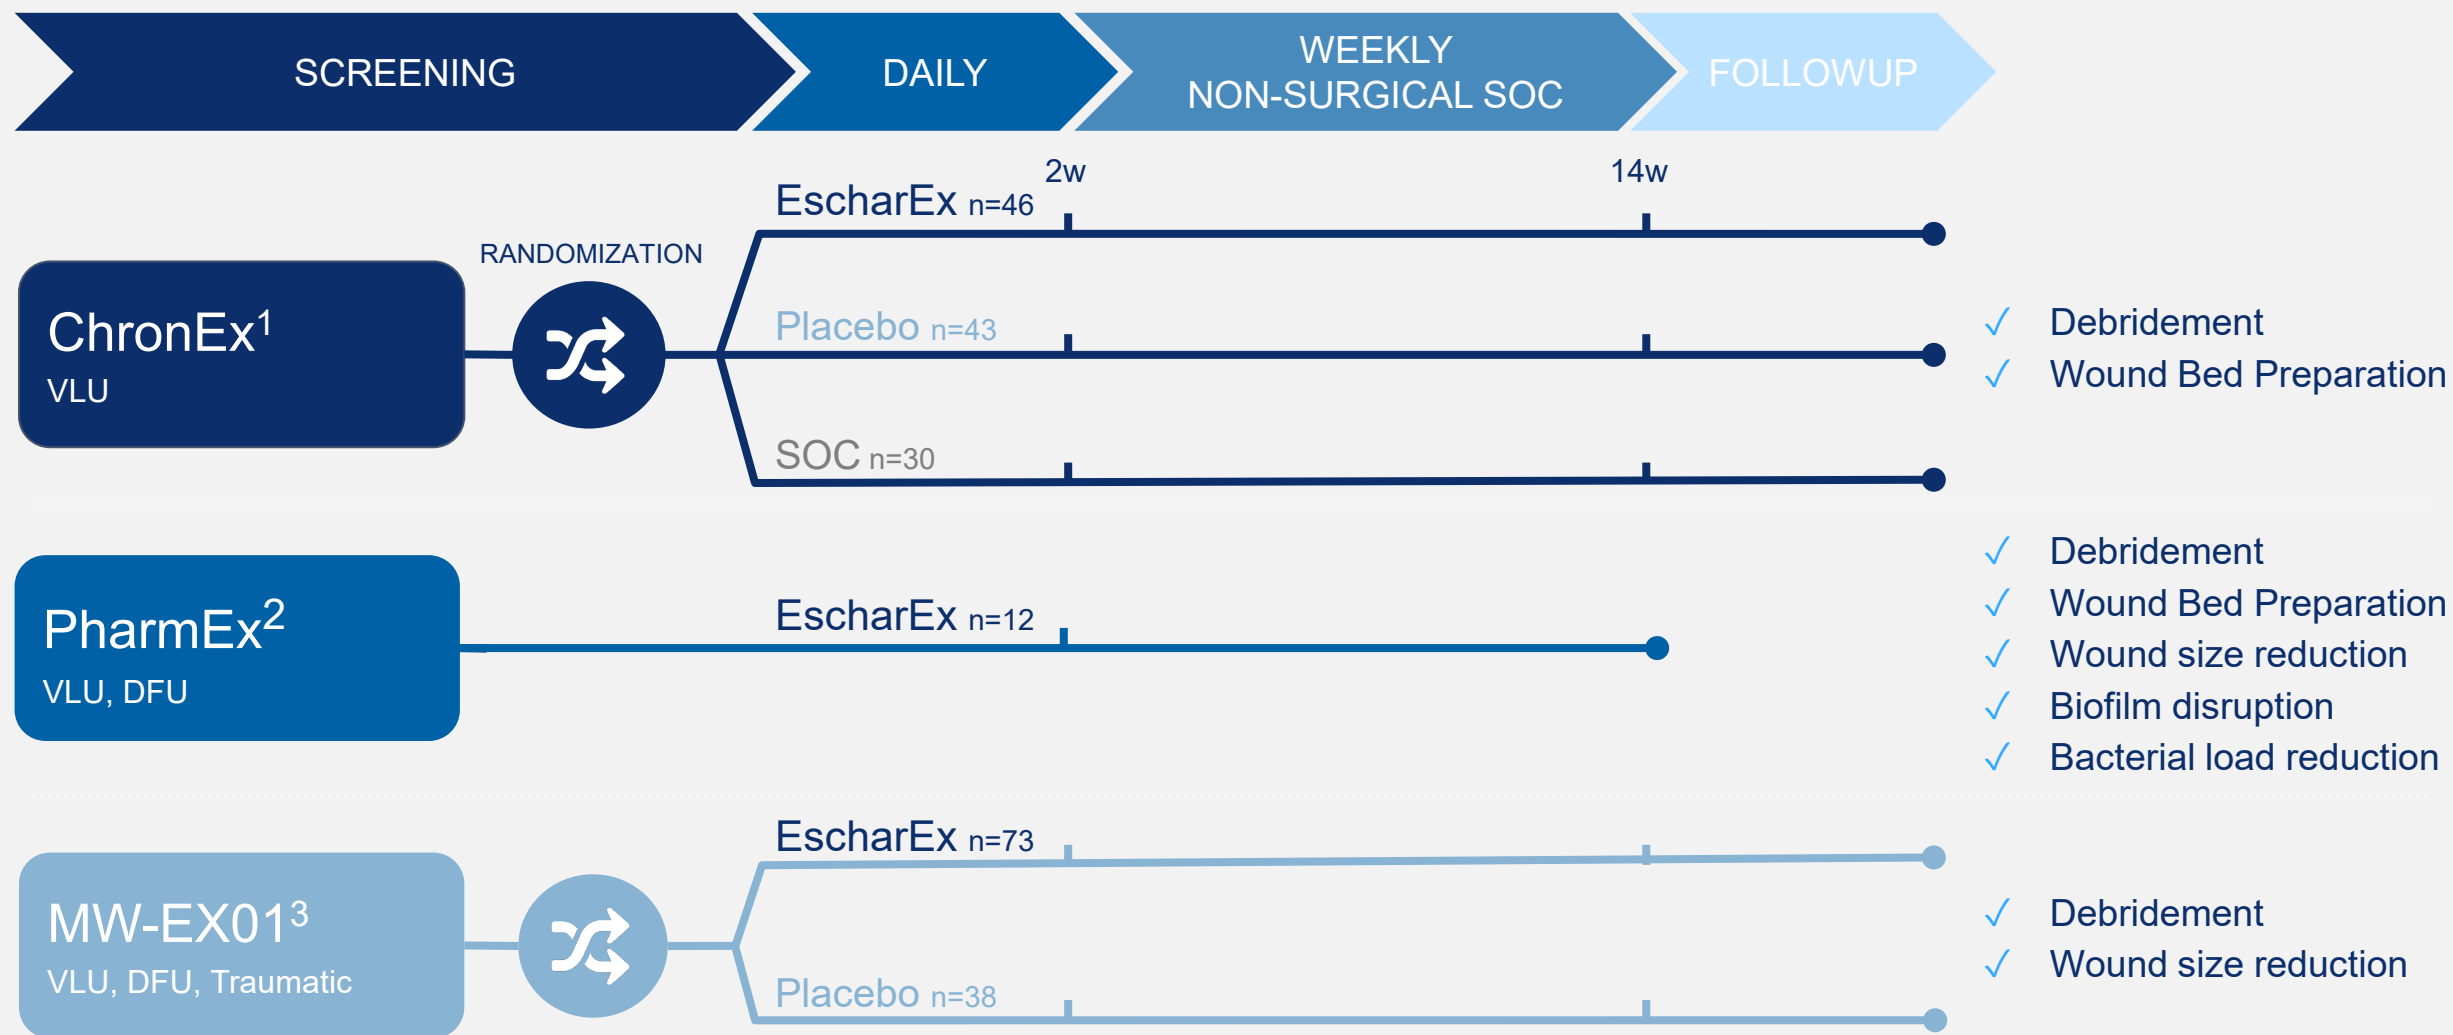 SCREENING
DAILY
WEEKLY
NON-SURGICAL SOC
FOLLOWUP
2w
14w
EscharEx n=46
RANDOMIZATION
ChronEx1
VLU
Placebo n=43
SOC n=30
✓ Debridement
✓ Wound Bed Preparation
PharmEx2
VLU, DFU
EscharEx n=12
✓ Debridement
✓ Wound Bed Preparation
✓ Wound size reduction
✓ Biofilm disruption
✓ Bacterial load reduction
MW-EX013
VLU, DFU, Traumatic
EscharEx n=73
Placebo n=38
✓ Debridement
✓ Wound size reduction